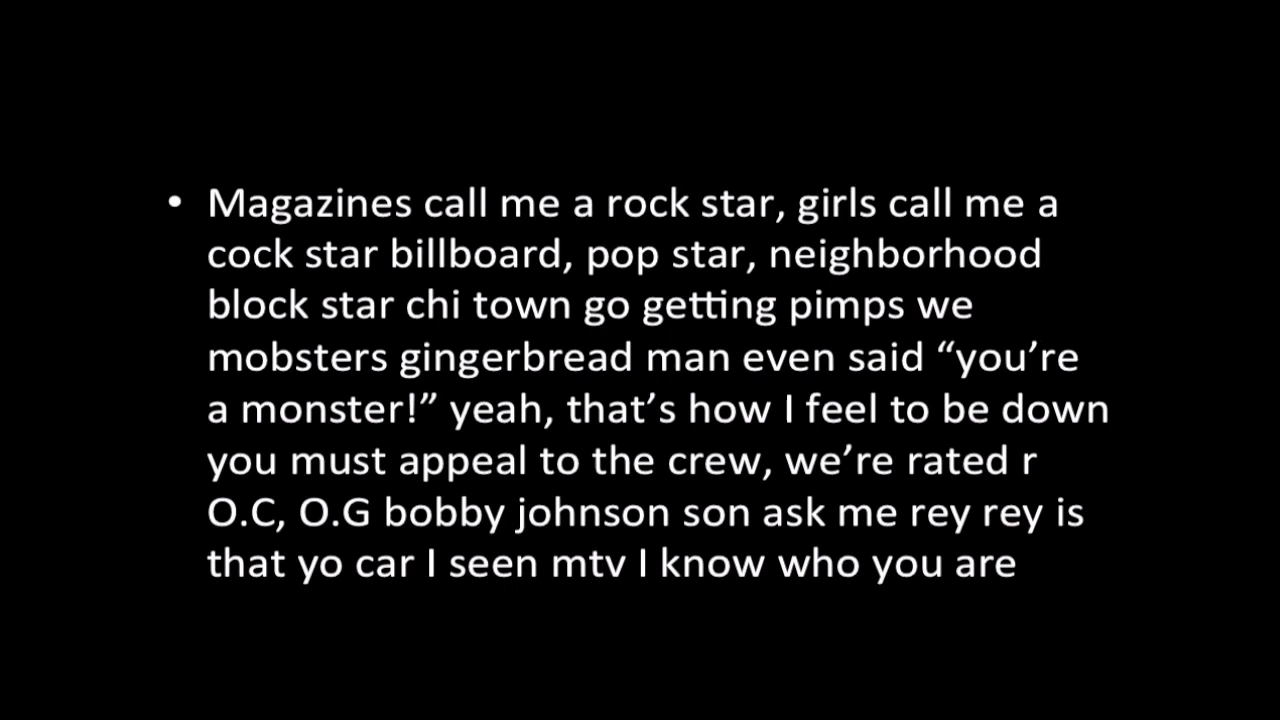 • Magazines call me a rock star, girls call me a
cock star billboard, pop star, neighborhood
block star chi town go getting pimps we
mobsters gingerbread man even said “you’re
a monster!” yeah, that’s how I feel to be down
you must appeal to the crew, we’re rated r
O.C, O.G bobby johnson son ask me rey rey is
that yo car I seen mtv I know who you are